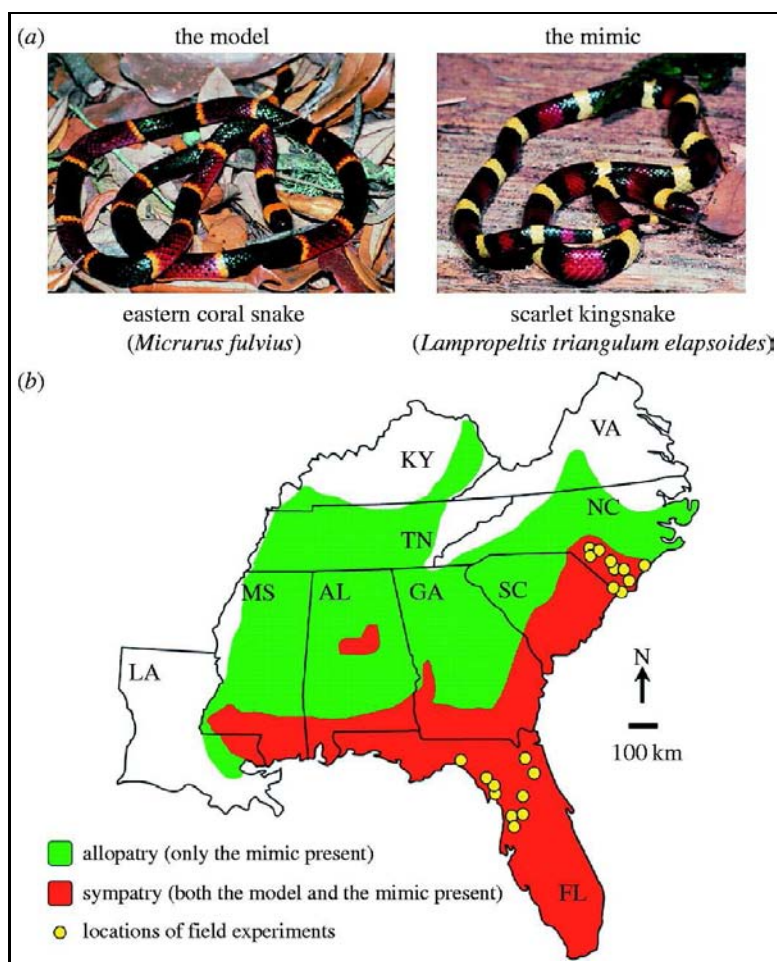 (a)
the model
the mimic
eastern coral snake
(Micrurus fulvius)
scarlet kingsnake
(Lampropeltis triangulum elapsoides)
(b)
KY
VA
TN
NC
MS
AL
GA
SC
LA
N
100 km
FL
allopatry (only the mimic present)
sympatry (both the model and the mimic present)
locations of field experiments